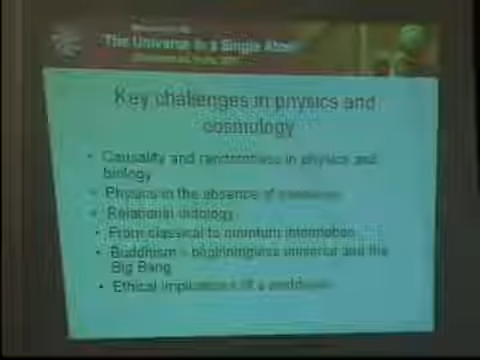 "The Universe in a Single Atom"
Key challenges in physics and
cosmology
• Causality and randomness in physics and
biology
• Physics in the absence of
• Relational ontology
• From classical to quantum information
• Buddhism - beginningless universe and the
Big Bang
• Ethical implications of a